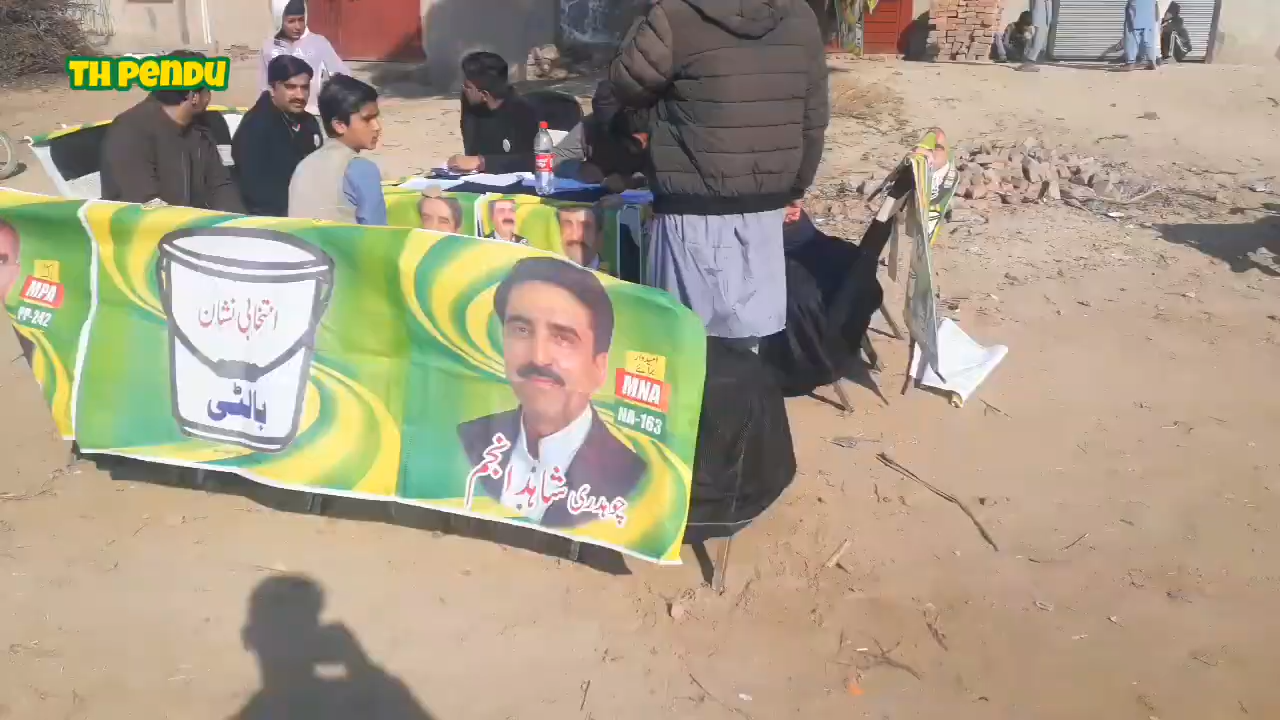 TH PENDU
MPA
PP-242
انتخابی نشان
بالٹی
امیدوار
برائے
MNA
NA-163
چوہدری شاہد انجم